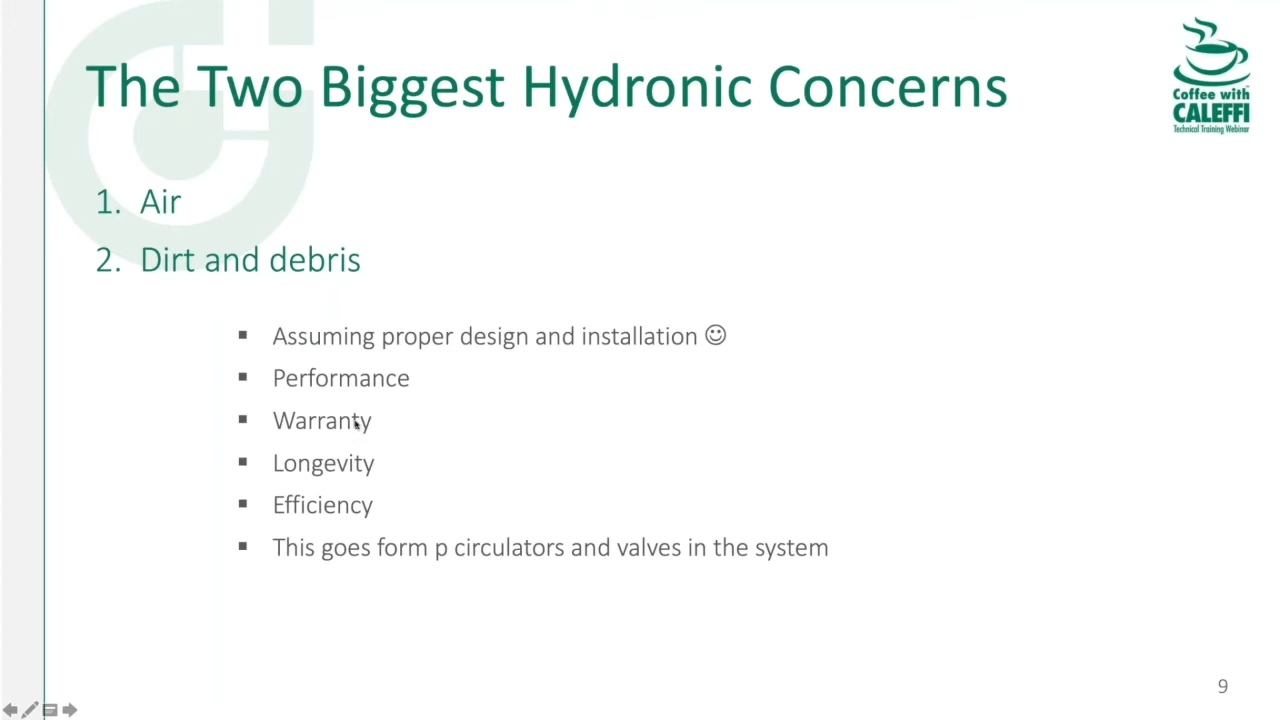 The Two Biggest Hydronic Concerns
Coffee with
CALEFFI
Technical Training Webinar
1. Air
2. Dirt and debris
▪ Assuming proper design and installation ☺
▪ Performance
▪ Warranty
▪ Longevity
▪ Efficiency
▪ This goes form p circulators and valves in the system
9